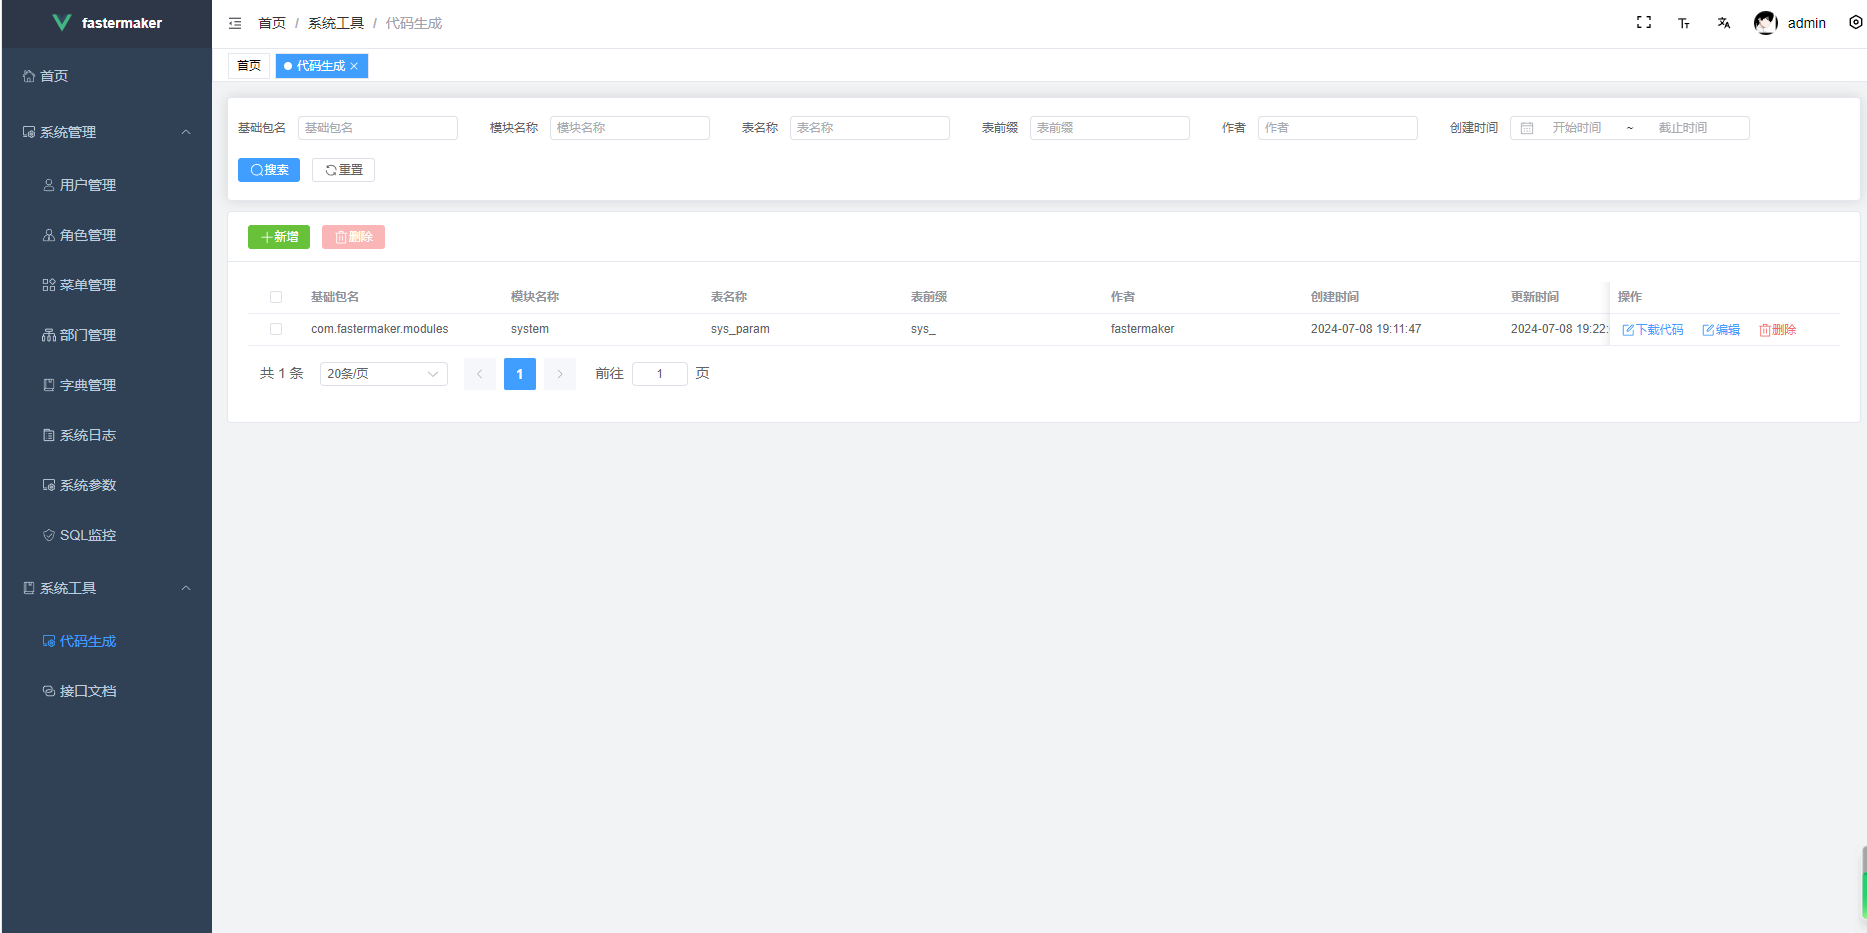 fastermaker
首页 / 系统工具 / 代码生成
admin
首页
代码生成
首页
系统管理
用户管理
角色管理
菜单管理
部门管理
字典管理
系统日志
系统参数
SQL监控
系统工具
代码生成
接口文档
基础包名 基础包名 模块名称 模块名称 表名称 表名称 表前缀 表前缀 作者 作者 创建时间 开始时间 ~ 截止时间
搜索 重置
新增 删除
基础包名 模块名称 表名称 表前缀 作者 创建时间 更新时间 操作
com.fastermaker.modules system sys_param sys_ fastermaker 2024-07-08 19:11:47 2024-07-08 19:22: 下载代码 编辑 删除
共 1 条 20条/页 1 前往 1 页